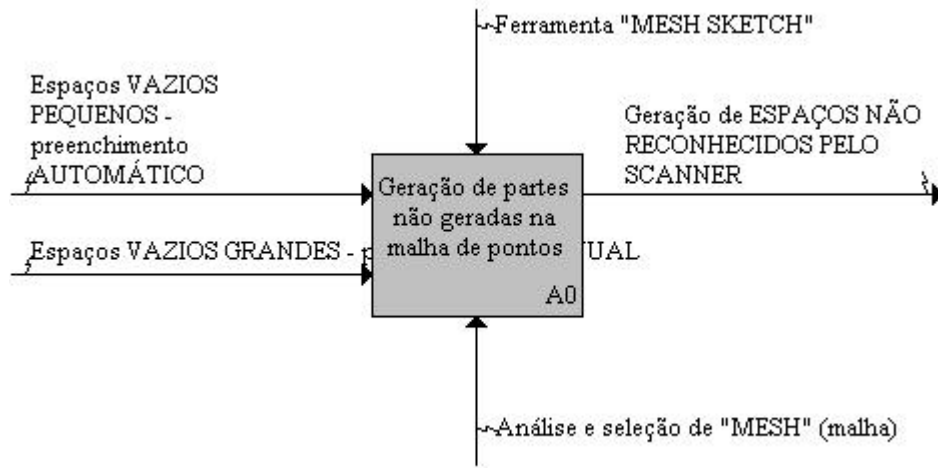 Ferramenta "MESH SKETCH"
Espaços VAZIOS
PEQUENOS -
preenchimento
AUTOMÁTICO
Geração de ESPAÇOS NÃO
RECONHECIDOS PELO
SCANNER
Geração de partes
não geradas na
malha de pontos
A0
Espaços VAZIOS GRANDES - p UAL
Análise e seleção de "MESH" (malha)